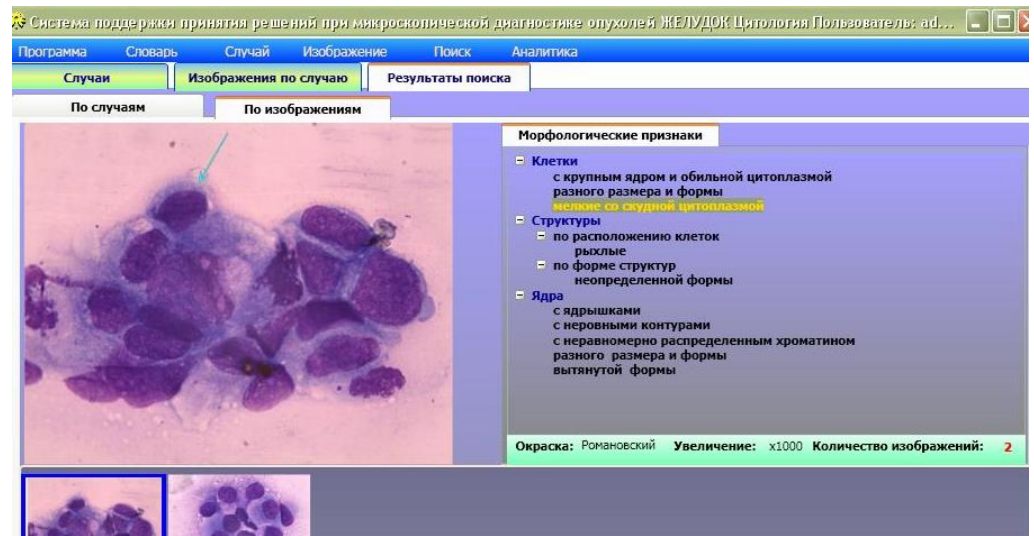 Система поддержки принятия решений при микроскопической диагностике опухолей ЖЕЛУДОК Цитология Пользователь: ad...
Программа Словарь Случай Изображение Поиск Аналитика
Случаи Изображения по случаю Результаты поиска
По случаям По изображениям
Морфологические признаки
Клетки
с крупным ядром и обильной цитоплазмой
разного размера и формы
мелкие со скудной цитоплазмой
Структуры
по расположению клеток
рыхлые
по форме структур
неопределенной формы
Ядра
с ядрышками
с неровными контурами
с неравномерно распределенным хроматином
разного размера и формы
вытянутой формы
Окраска: Романовский Увеличение: x1000 Количество изображений: 2